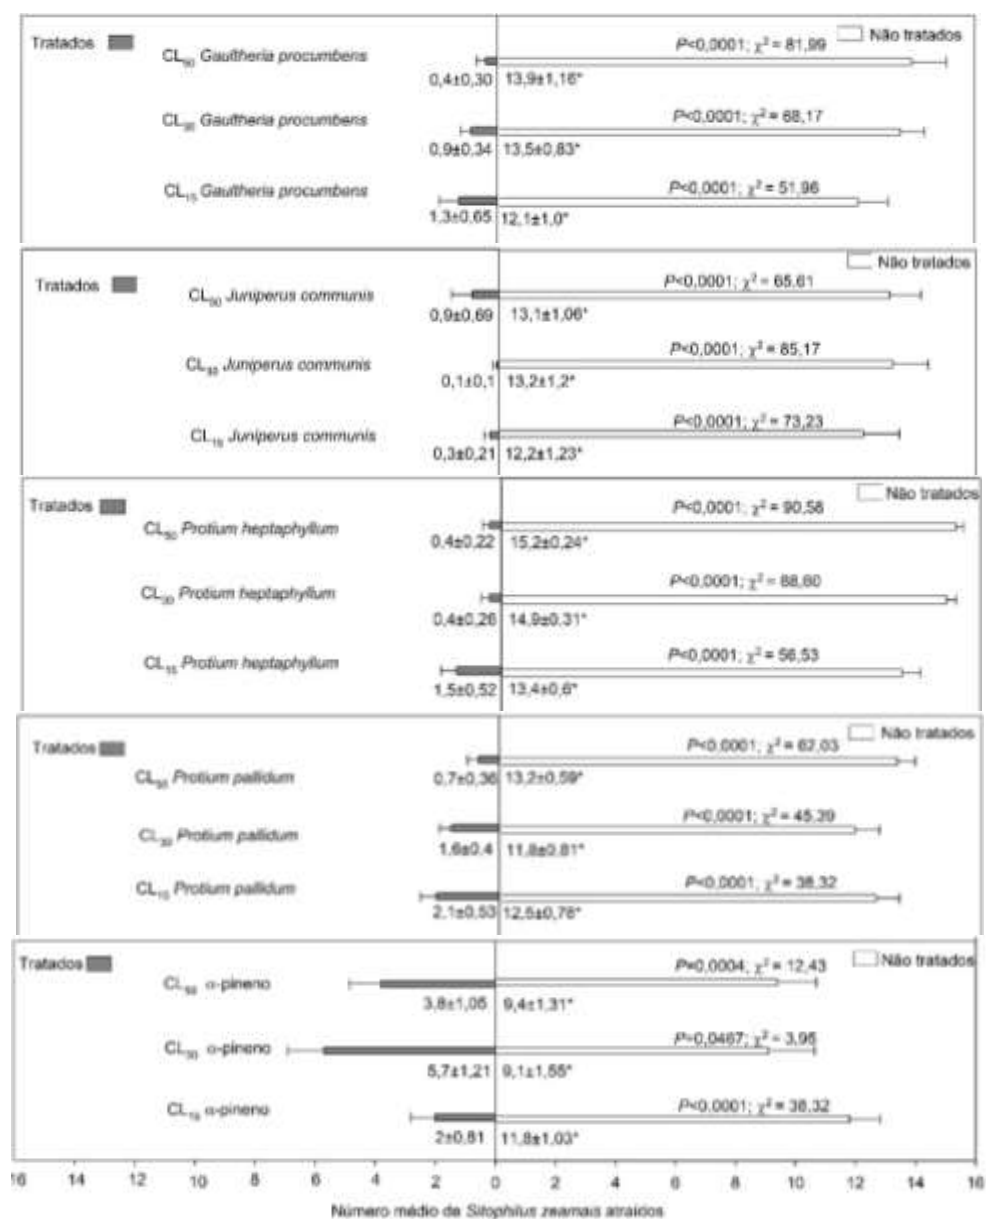 Tratados
Não tratados
P<0,0001; χ² = 81,99
CL₅₀ Gaultheria procumbens
0,4±0,30 13,9±1,16*
P<0,0001; χ² = 68,17
CL₃₀ Gaultheria procumbens
0,9±0,34 13,5±0,83*
P<0,0001; χ² = 51,96
CL₁₅ Gaultheria procumbens
1,3±0,65 12,1±1,0*
Não tratados
Tratados
P<0,0001; χ² = 65,61
CL₅₀ Juniperus communis
0,9±0,69 13,1±1,06*
P<0,0001; χ² = 85,17
CL₃₀ Juniperus communis
0,1±0,1 13,2±1,2*
P<0,0001; χ² = 73,23
CL₁₅ Juniperus communis
0,3±0,21 12,2±1,23*
Não tratados
Tratados
P<0,0001; χ² = 90,58
CL₅₀ Protium heptaphyllum
0,4±0,22 15,2±0,24*
P<0,0001; χ² =
CL₃₀ Protium heptaphyllum
0,4±0,26 14,9±0,31*
P<0,0001; χ² = 56,53
CL₁₅ Protium heptaphyllum
1,5±0,52 13,4±0,6*
Não tratados
Tratados
P<0,0001; χ² = 62,03
CL₅₀ Protium pallidum
0,7±0,36 13,2±0,59*
P<0,0001; χ² = 45,39
CL₃₀ Protium pallidum
1,6±0,4 11,8±0,81*
P<0,0001; χ² = 38,32
CL₁₅ Protium pallidum
2,1±0,53 12,5±0,78*
Não tratados
Tratados
P=0,0004; χ² = 12,43
CL₅₀ α-pineno
3,8±1,05 9,4±1,31*
P=0,0467; χ² = 3,95
CL₃₀ α-pineno
5,7±1,21 9,1±1,55*
P<0,0001; χ² = 38,32
CL₁₅ α-pineno
2±0,81 11,8±1,03*
16 14 12 10 8 6 4 2 0 2 4 6 8 10 12 14 16
Número médio de Sitophilus zeamais atraídos